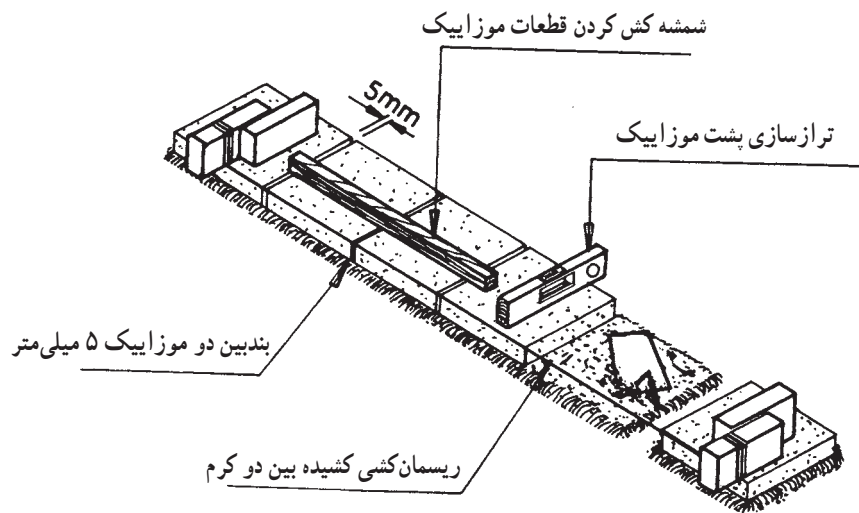 شمشه کش کردن قطعات موزاییک
5mm
ترازسازی پشت موزاییک
بندبین دو موزاییک ۵ میلی‌متر
ریسمان‌کشی کشیده بین دو کرم